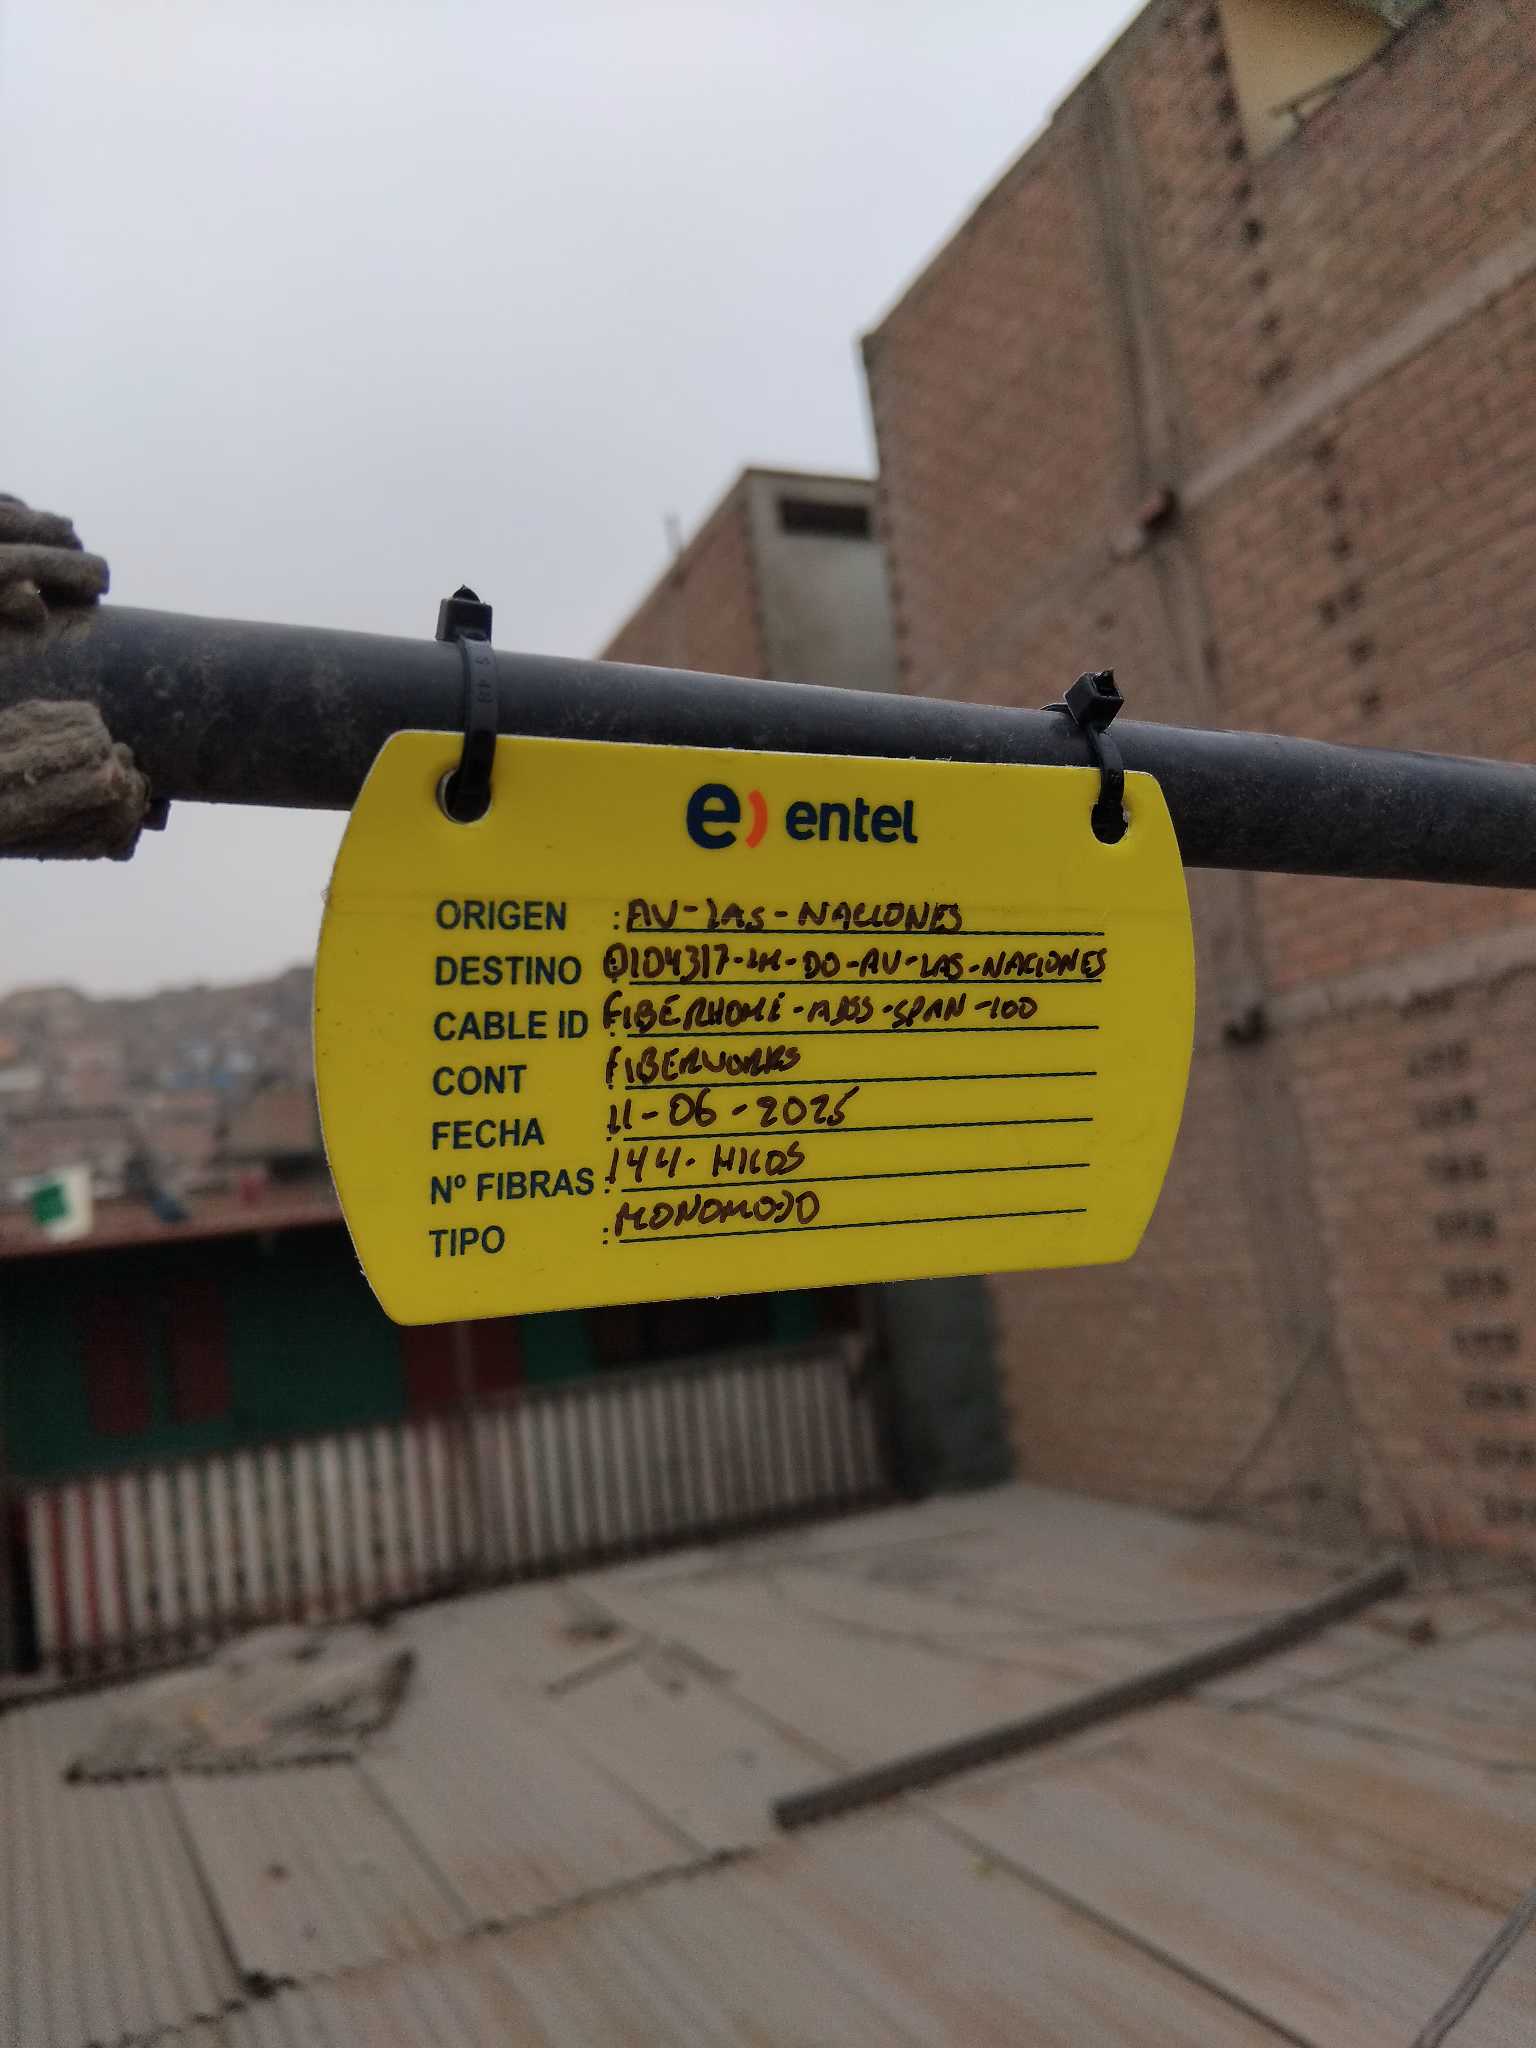 e) entel
ORIGEN : AV-LAS-NACIONES
DESTINO : 0104317-LM-DO-AV-LAS-NACIONES
CABLE ID : FIBERHOME-ADSS-SPAN-100
CONT : FIBERWORKS
FECHA : 11-06-2025
Nº FIBRAS : 144-HILOS
TIPO : MONOMODO